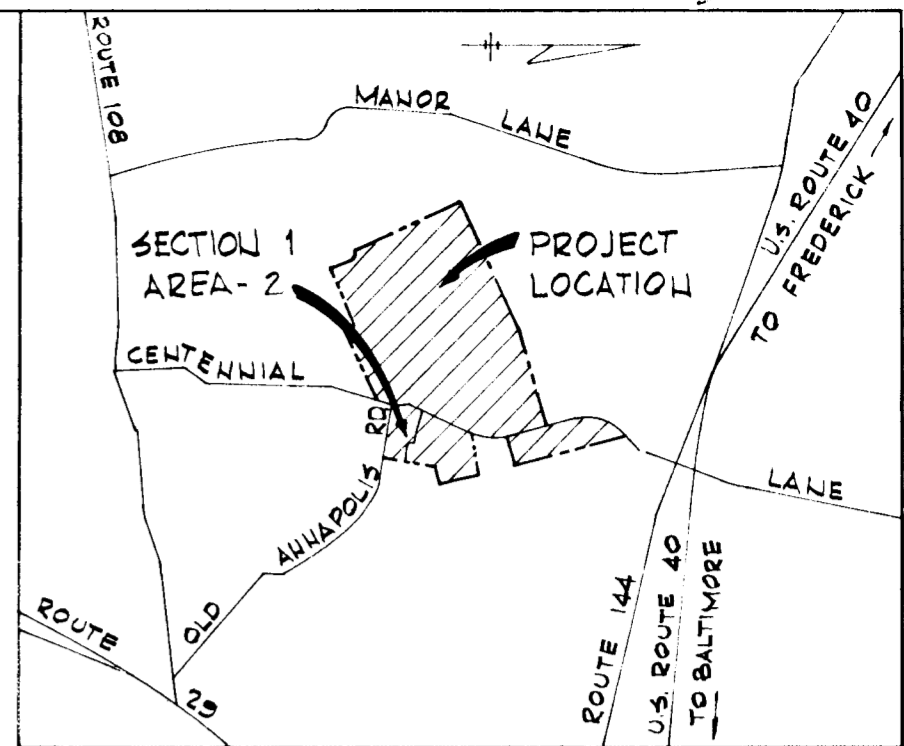 ROUTE 108
MANOR
LANE
U.S. ROUTE 40
TO FREDERICK
SECTION 1
AREA-2
PROJECT
LOCATION
CENTENNIAL
LANE
OLD
ANNAPOLIS
RD
ROUTE
29
ROUTE 144
U.S. ROUTE 40
TO BALTIMORE